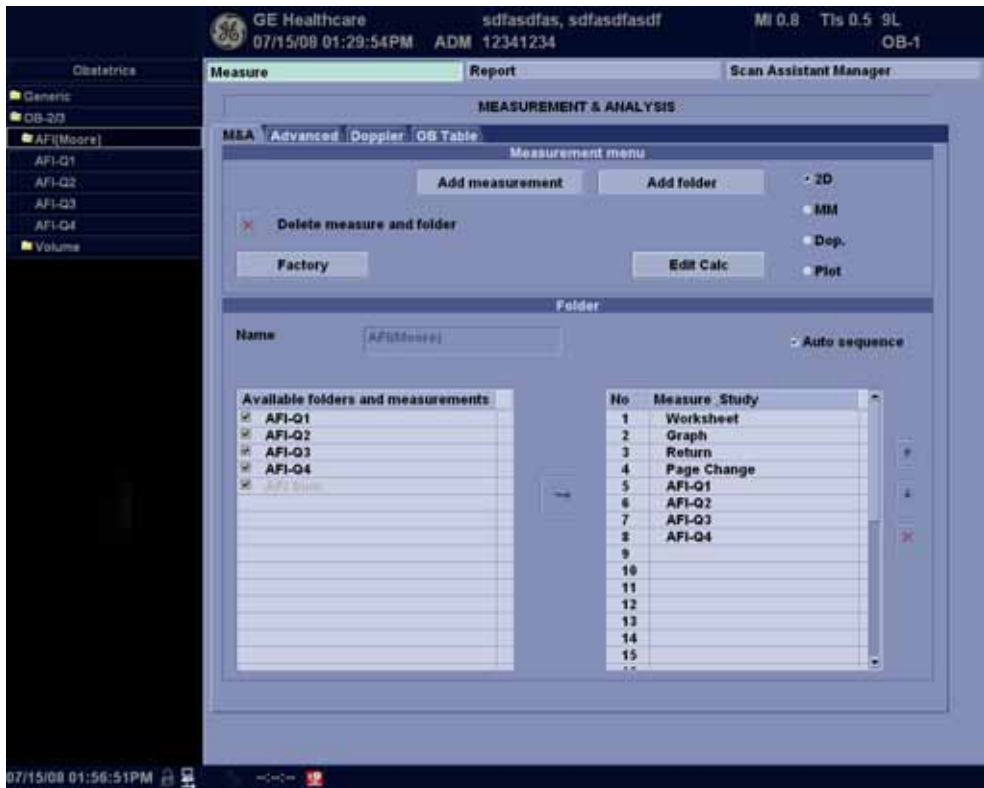 GE Healthcare sdfasdfas, sdfasdfasdf MI 0.8 TIs 0.5 9L
07/15/08 01:29:54PM ADM 12341234 OB-1
Obstetrics
Generic
OB-2/3
AFI(Moore)
AFI-Q1
AFI-Q2
AFI-Q3
AFI-Q4
Volume
Measure Report Scan Assistant Manager
MEASUREMENT & ANALYSIS
M&A Advanced Doppler OB Table
Measurement menu
Add measurement Add folder 2D
MM
Delete measure and folder
Dop.
Factory Edit Calc Plot
Folder
Name AFI(Moore) Auto sequence
Available folders and measurements
AFI-Q1
AFI-Q2
AFI-Q3
AFI-Q4
AFI Sum
No Measure_Study
1 Worksheet
2 Graph
3 Return
4 Page Change
5 AFI-Q1
6 AFI-Q2
7 AFI-Q3
8 AFI-Q4
9
10
11
12
13
14
15
07/15/08 01:56:51PM --:--:--